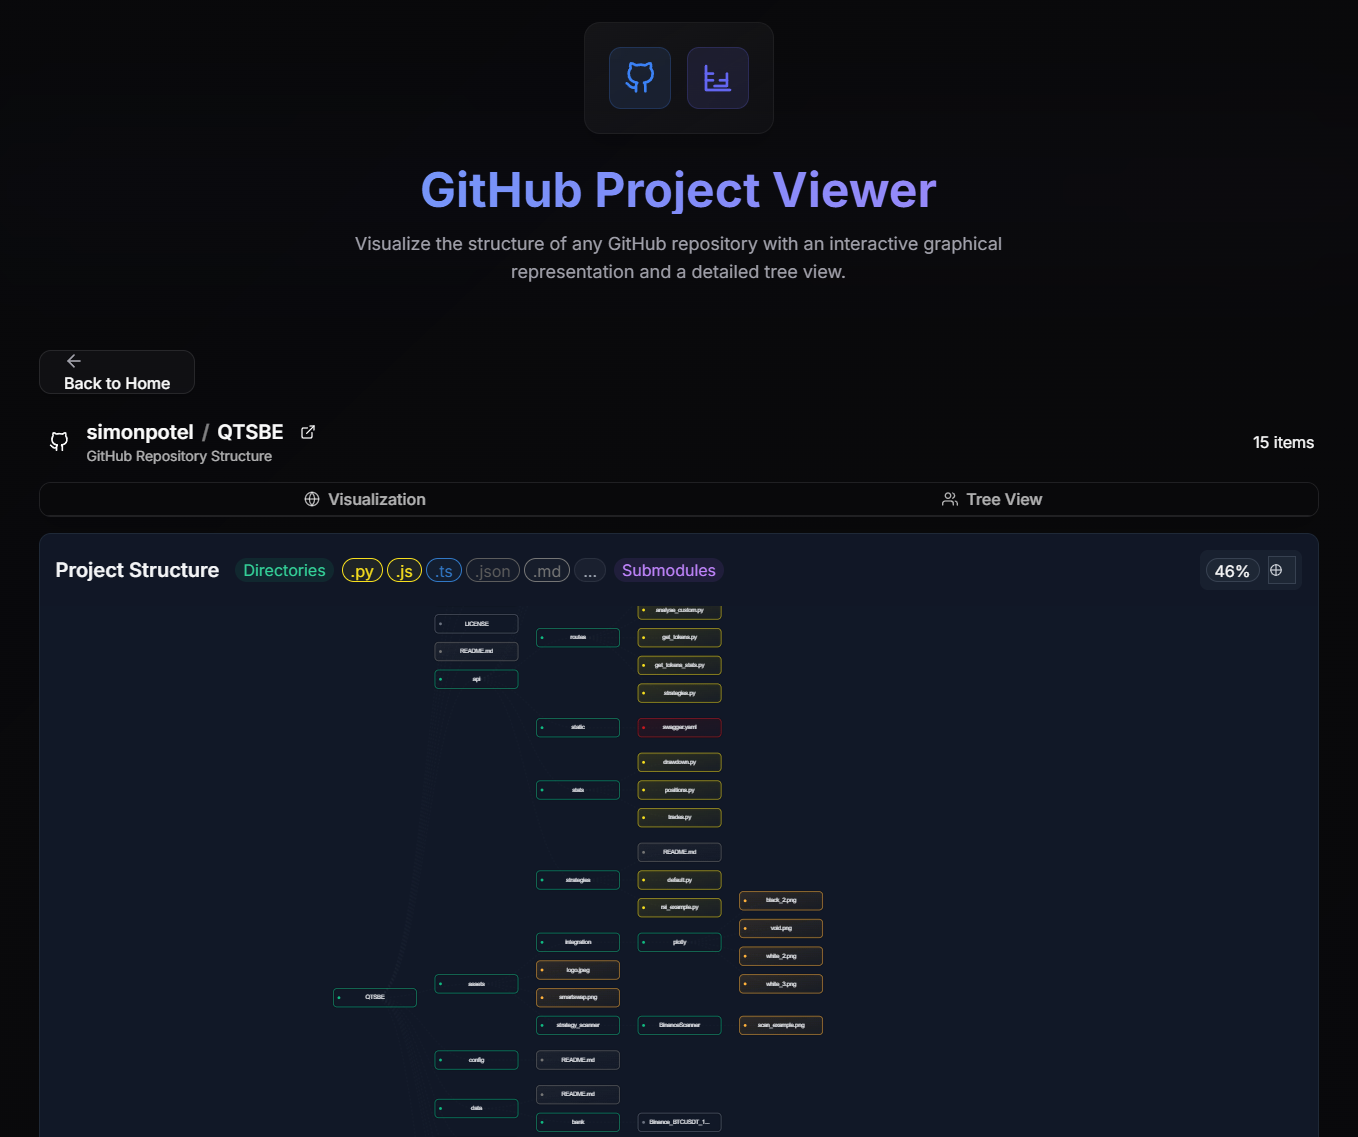 GitHub Project Viewer
Visualize the structure of any GitHub repository with an interactive graphical
representation and a detailed tree view.
Back to Home
simonpotel / QTSBE
GitHub Repository Structure
15 items
Visualization
Tree View
Project Structure
Directories
.py
.js
.ts
.json
.md
...
Submodules
46%
analyse_custom.py
LICENSE
routes
get_tokens.py
README.md
get_tokens_stats.py
api
strategies.py
static
swagger.yaml
drawdown.py
stats
positions.py
trades.py
README.md
strategies
default.py
rsi_example.py
black_2.png
void.png
integration
plotly
white_2.png
logo.jpeg
assets
white_3.png
QTSBE
smartswap.png
strategy_scanner
BinanceScanner
scan_example.png
config
README.md
README.md
data
bank
Binance_BTCUSDT_1...